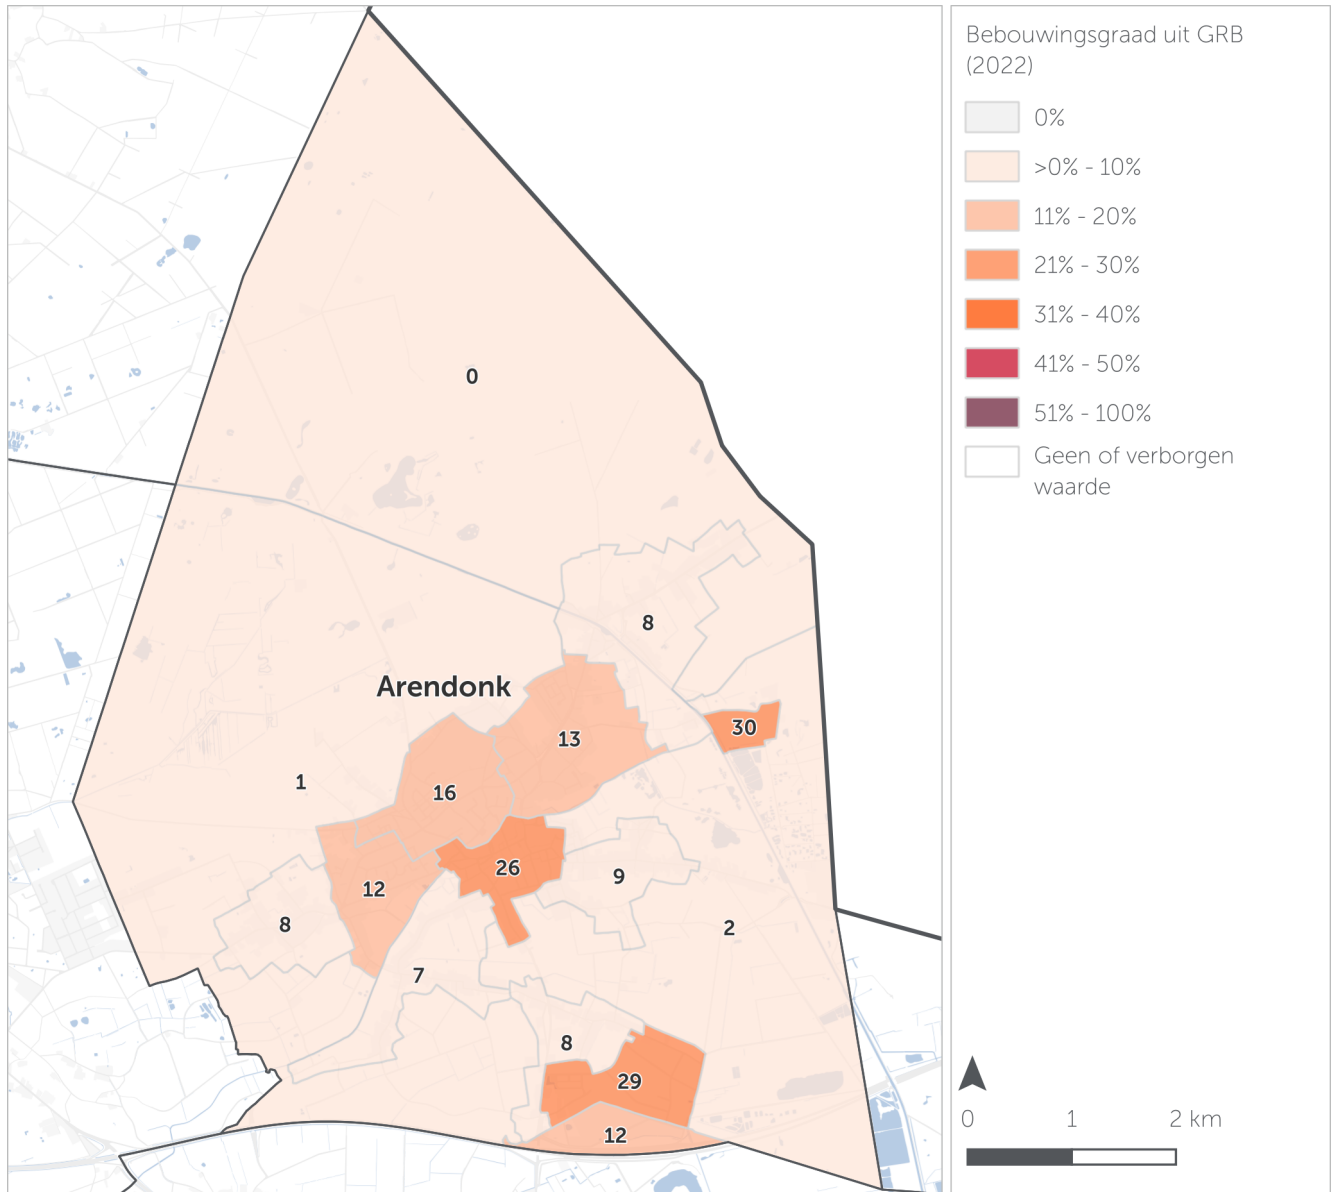 Bebouwingsgraad uit GRB
(2022)
0%
>0% - 10%
11% - 20%
21% - 30%
31% - 40%
41% - 50%
51% - 100%
Geen of verborgen
waarde
0
8
Arendonk
30
13
1
16
26
9
12
8
2
7
8
29
12
0 1 2 km